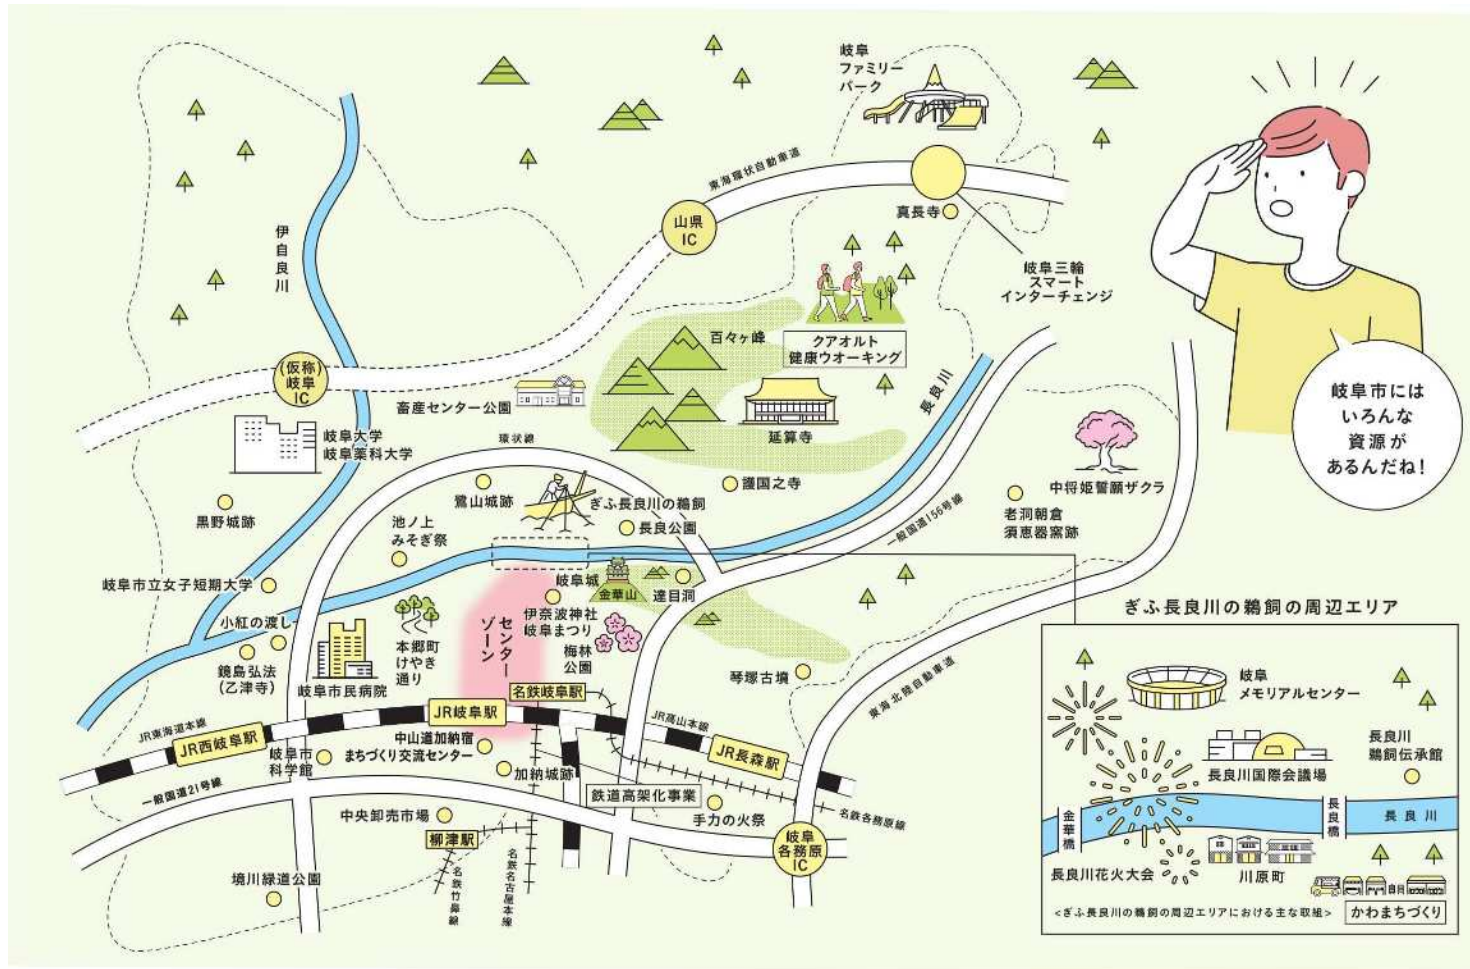 岐阜
ファミリー
パーク
東海環状自動車道
山県
IC
真長寺
岐阜三輪
スマート
インターチェンジ
伊自良川
百々ヶ峰
クアオルト
健康ウオーキング
(仮称)
岐阜
IC
畜産センター公園
延算寺
長良川
岐阜市には
いろんな
資源が
あるんだね!
岐阜大学
岐阜薬科大学
環状線
黒野城跡
鷺山城跡
ぎふ長良川の鵜飼
長良公園
護国之寺
中将姫誓願ザクラ
老洞朝倉
須恵器窯跡
一般国道156号線
池ノ上
みそぎ祭
岐阜市立女子短期大学
小紅の渡し
鏡島弘法
(乙津寺)
岐阜市民病院
本郷町
けやき
通り
センター
ゾーン
岐阜城
金華山
達目洞
伊奈波神社
岐阜まつり
梅林
公園
琴塚古墳
東海北陸自動車道
名鉄岐阜駅
JR岐阜駅
JR東海道本線
JR西岐阜駅
JR高山本線
JR長森駅
岐阜市
科学館
中山道加納宿
まちづくり交流センター
加納城跡
一般国道21号線
鉄道高架化事業
手力の火祭
名鉄各務原線
中央卸売市場
柳津駅
岐阜
各務原
IC
境川緑道公園
名鉄竹鼻線
名鉄名古屋本線
ぎふ長良川の鵜飼の周辺エリア
岐阜
メモリアルセンター
長良川国際会議場
長良川
鵜飼伝承館
金華橋
長良橋
長良川
長良川花火大会
川原町
<ぎふ長良川の鵜飼の周辺エリアにおける主な取組>
かわまちづくり